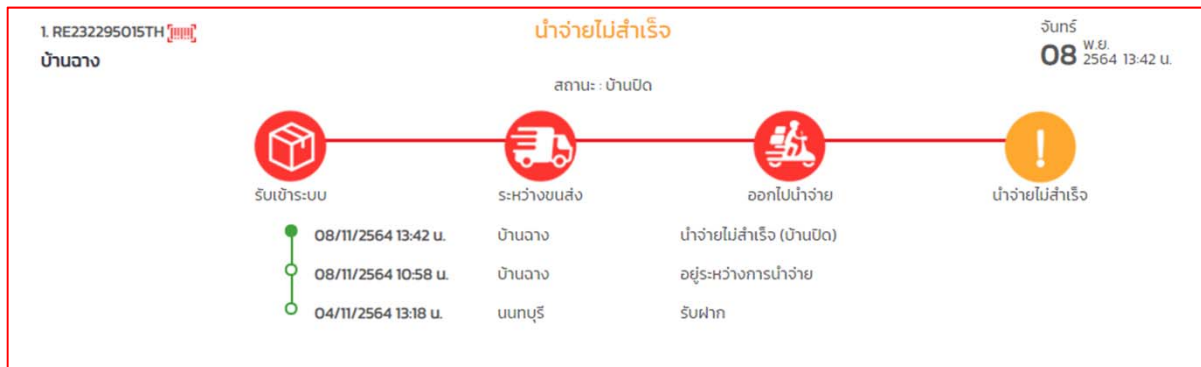 1. RE232295015TH
บ้านฉาง
นำจ่ายไม่สำเร็จ
จันทร์
08 พ.ย. 2564 13:42 น.
สถานะ : บ้านปิด
รับเข้าระบบ ระหว่างขนส่ง ออกไปนำจ่าย นำจ่ายไม่สำเร็จ
08/11/2564 13:42 น. บ้านฉาง นำจ่ายไม่สำเร็จ (บ้านปิด)
08/11/2564 10:58 น. บ้านฉาง อยู่ระหว่างการนำจ่าย
04/11/2564 13:18 น. นนทบุรี รับฝาก